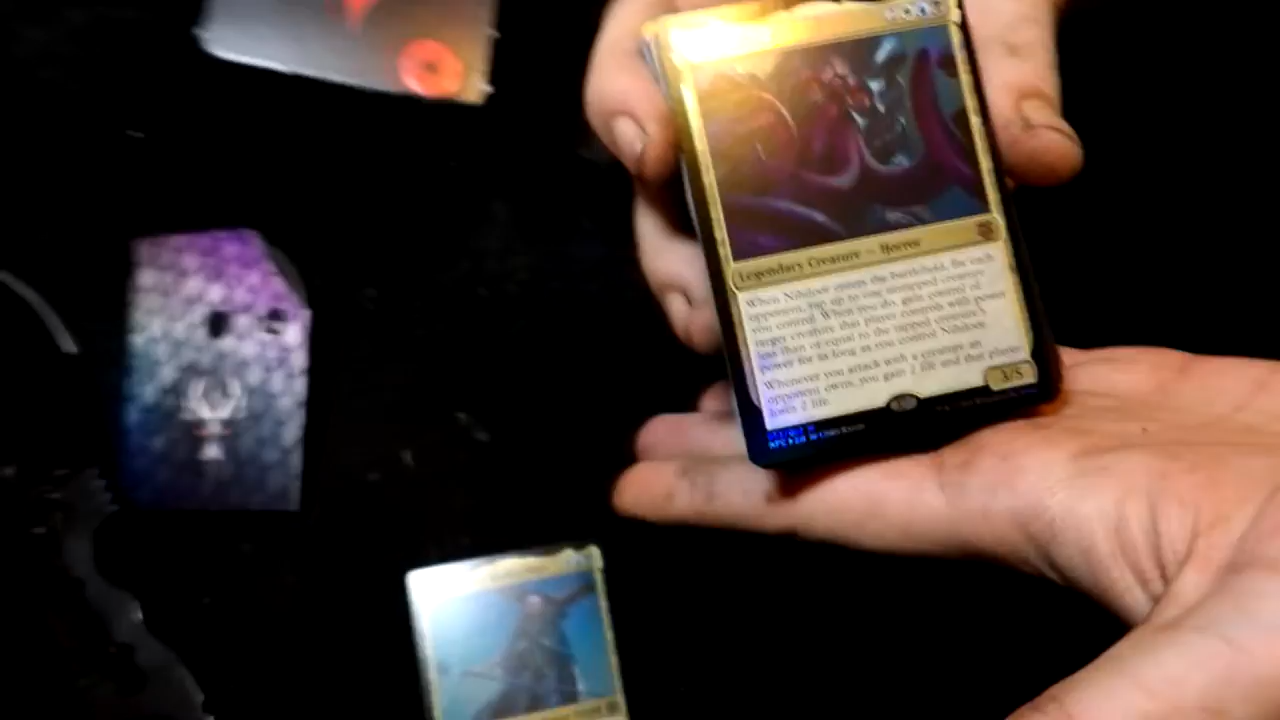 Legendary Creature — Horror
When Nihiloor enters the battlefield, for each
opponent, tap up to one untapped creature
you control. When you do, gain control of
target creature that player controls with power
less than or equal to the tapped creature's
power for as long as you control Nihiloor.
Whenever you attack with a creature an
opponent owns, you gain 2 life and that player
loses 2 life.
3/5